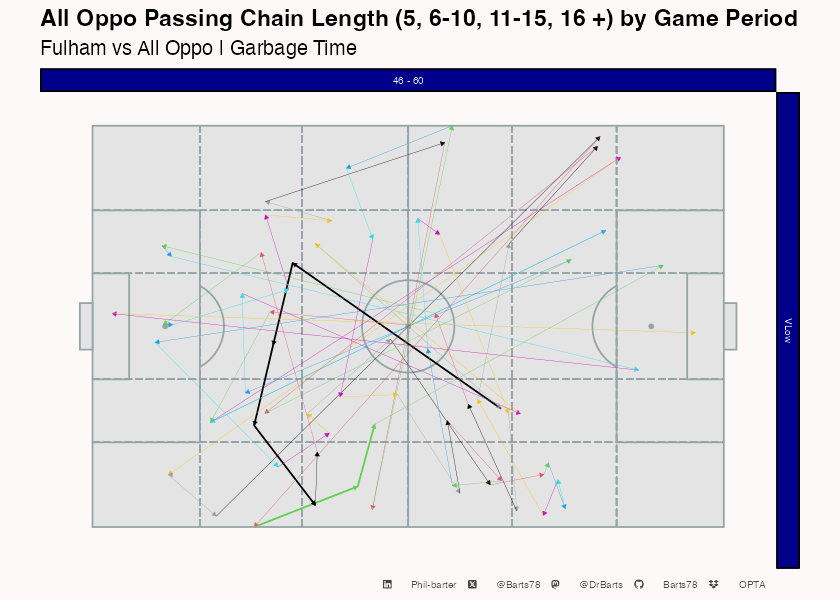 All Oppo Passing Chain Length (5, 6-10, 11-15, 16 +) by Game Period
Fulham vs All Oppo I Garbage Time
46 - 60
VLow
Phil-barter @Barts78 @DrBarts Barts78 OPTA